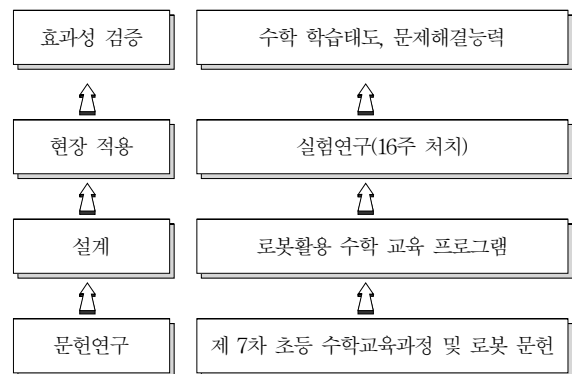 효과성 검증
수학 학습태도, 문제해결능력
현장 적용
실험연구(16주 처치)
설계
로봇활용 수학 교육 프로그램
문헌연구
제 7차 초등 수학교육과정 및 로봇 문헌